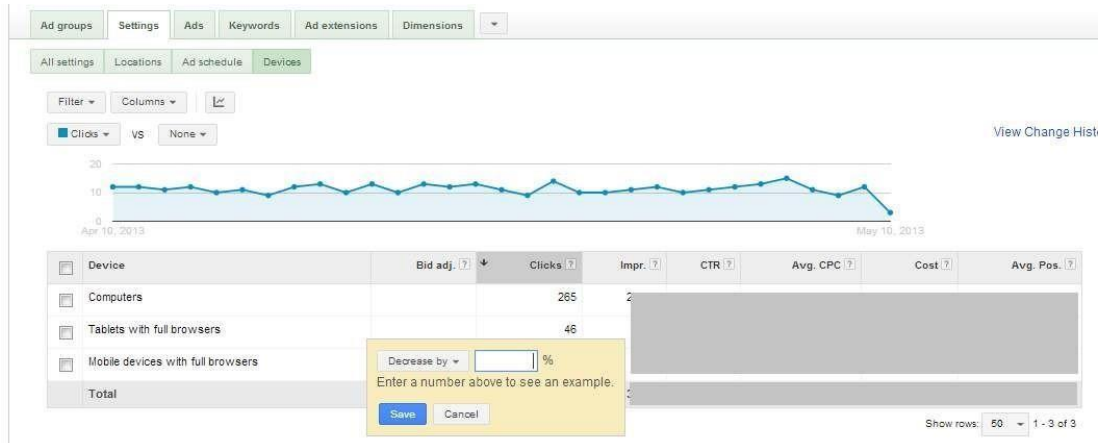 Ad groups Settings Ads Keywords Ad extensions Dimensions
All settings Locations Ad schedule Devices
Filter Columns
Clicks VS None
View Change Histo
20
10
0
Apr 10, 2013 May 10, 2013
Device Bid adj. ? Clicks ? Impr. ? CTR ? Avg. CPC ? Cost ? Avg. Pos. ?
Computers 265 2
Tablets with full browsers 46
Mobile devices with full browsers
Decrease by %
Enter a number above to see an example.
Total
Save Cancel
Show rows: 50 1 - 3 of 3